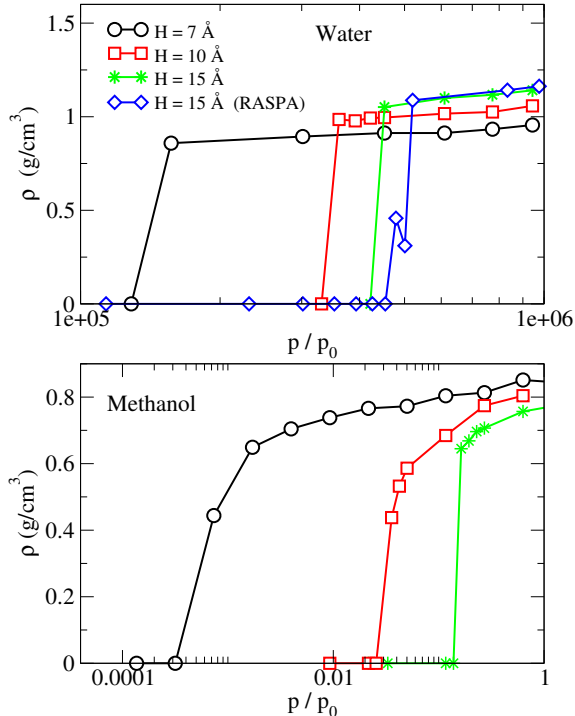 Water
H = 7 Å
H = 10 Å
H = 15 Å
H = 15 Å (RASPA)
1.5
1
0.5
0
ρ (g/cm³)
1e+05
1e+06
p / p₀
Methanol
0.8
0.6
0.4
0.2
0
ρ (g/cm³)
0.0001
0.01
1
p / p₀